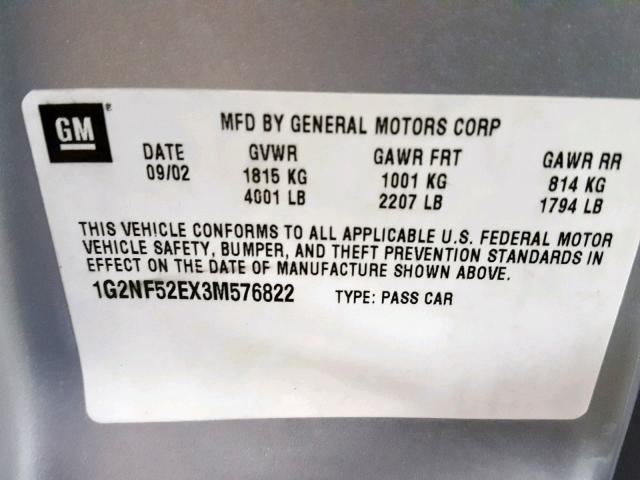 GM®
MFD BY GENERAL MOTORS CORP
DATE GVWR GAWR FRT GAWR RR
09/02 1815 KG 1001 KG 814 KG
4001 LB 2207 LB 1794 LB
THIS VEHICLE CONFORMS TO ALL APPLICABLE U.S. FEDERAL MOTOR
VEHICLE SAFETY, BUMPER, AND THEFT PREVENTION STANDARDS IN
EFFECT ON THE DATE OF MANUFACTURE SHOWN ABOVE.
1G2NF52EX3M576822 TYPE: PASS CAR